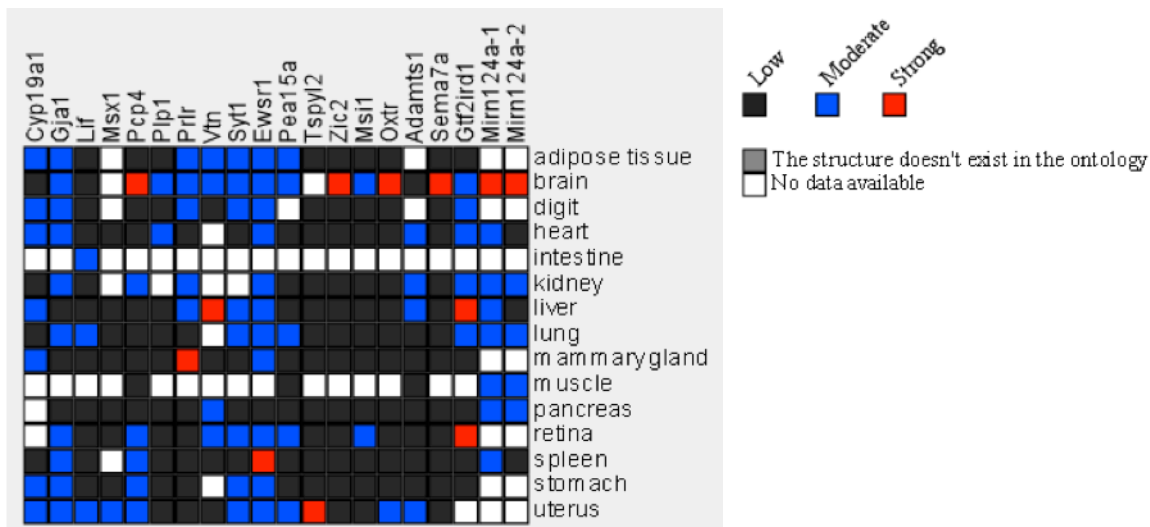 Cyp19a1
Gja1
Lif
Msx1
Pcp4
Plp1
Prlr
Vtn
Syt1
Ewsr1
Pea15a
Tspyl2
Zic2
Msi1
Oxtr
Adamts1
Sema7a
Gtf2ird1
Mirn124a-1
Mirn124a-2
adipose tissue
brain
digit
heart
intestine
kidney
liver
lung
mammary gland
muscle
pancreas
retina
spleen
stomach
uterus
Low
Moderate
Strong
The structure doesn't exist in the ontology
No data available